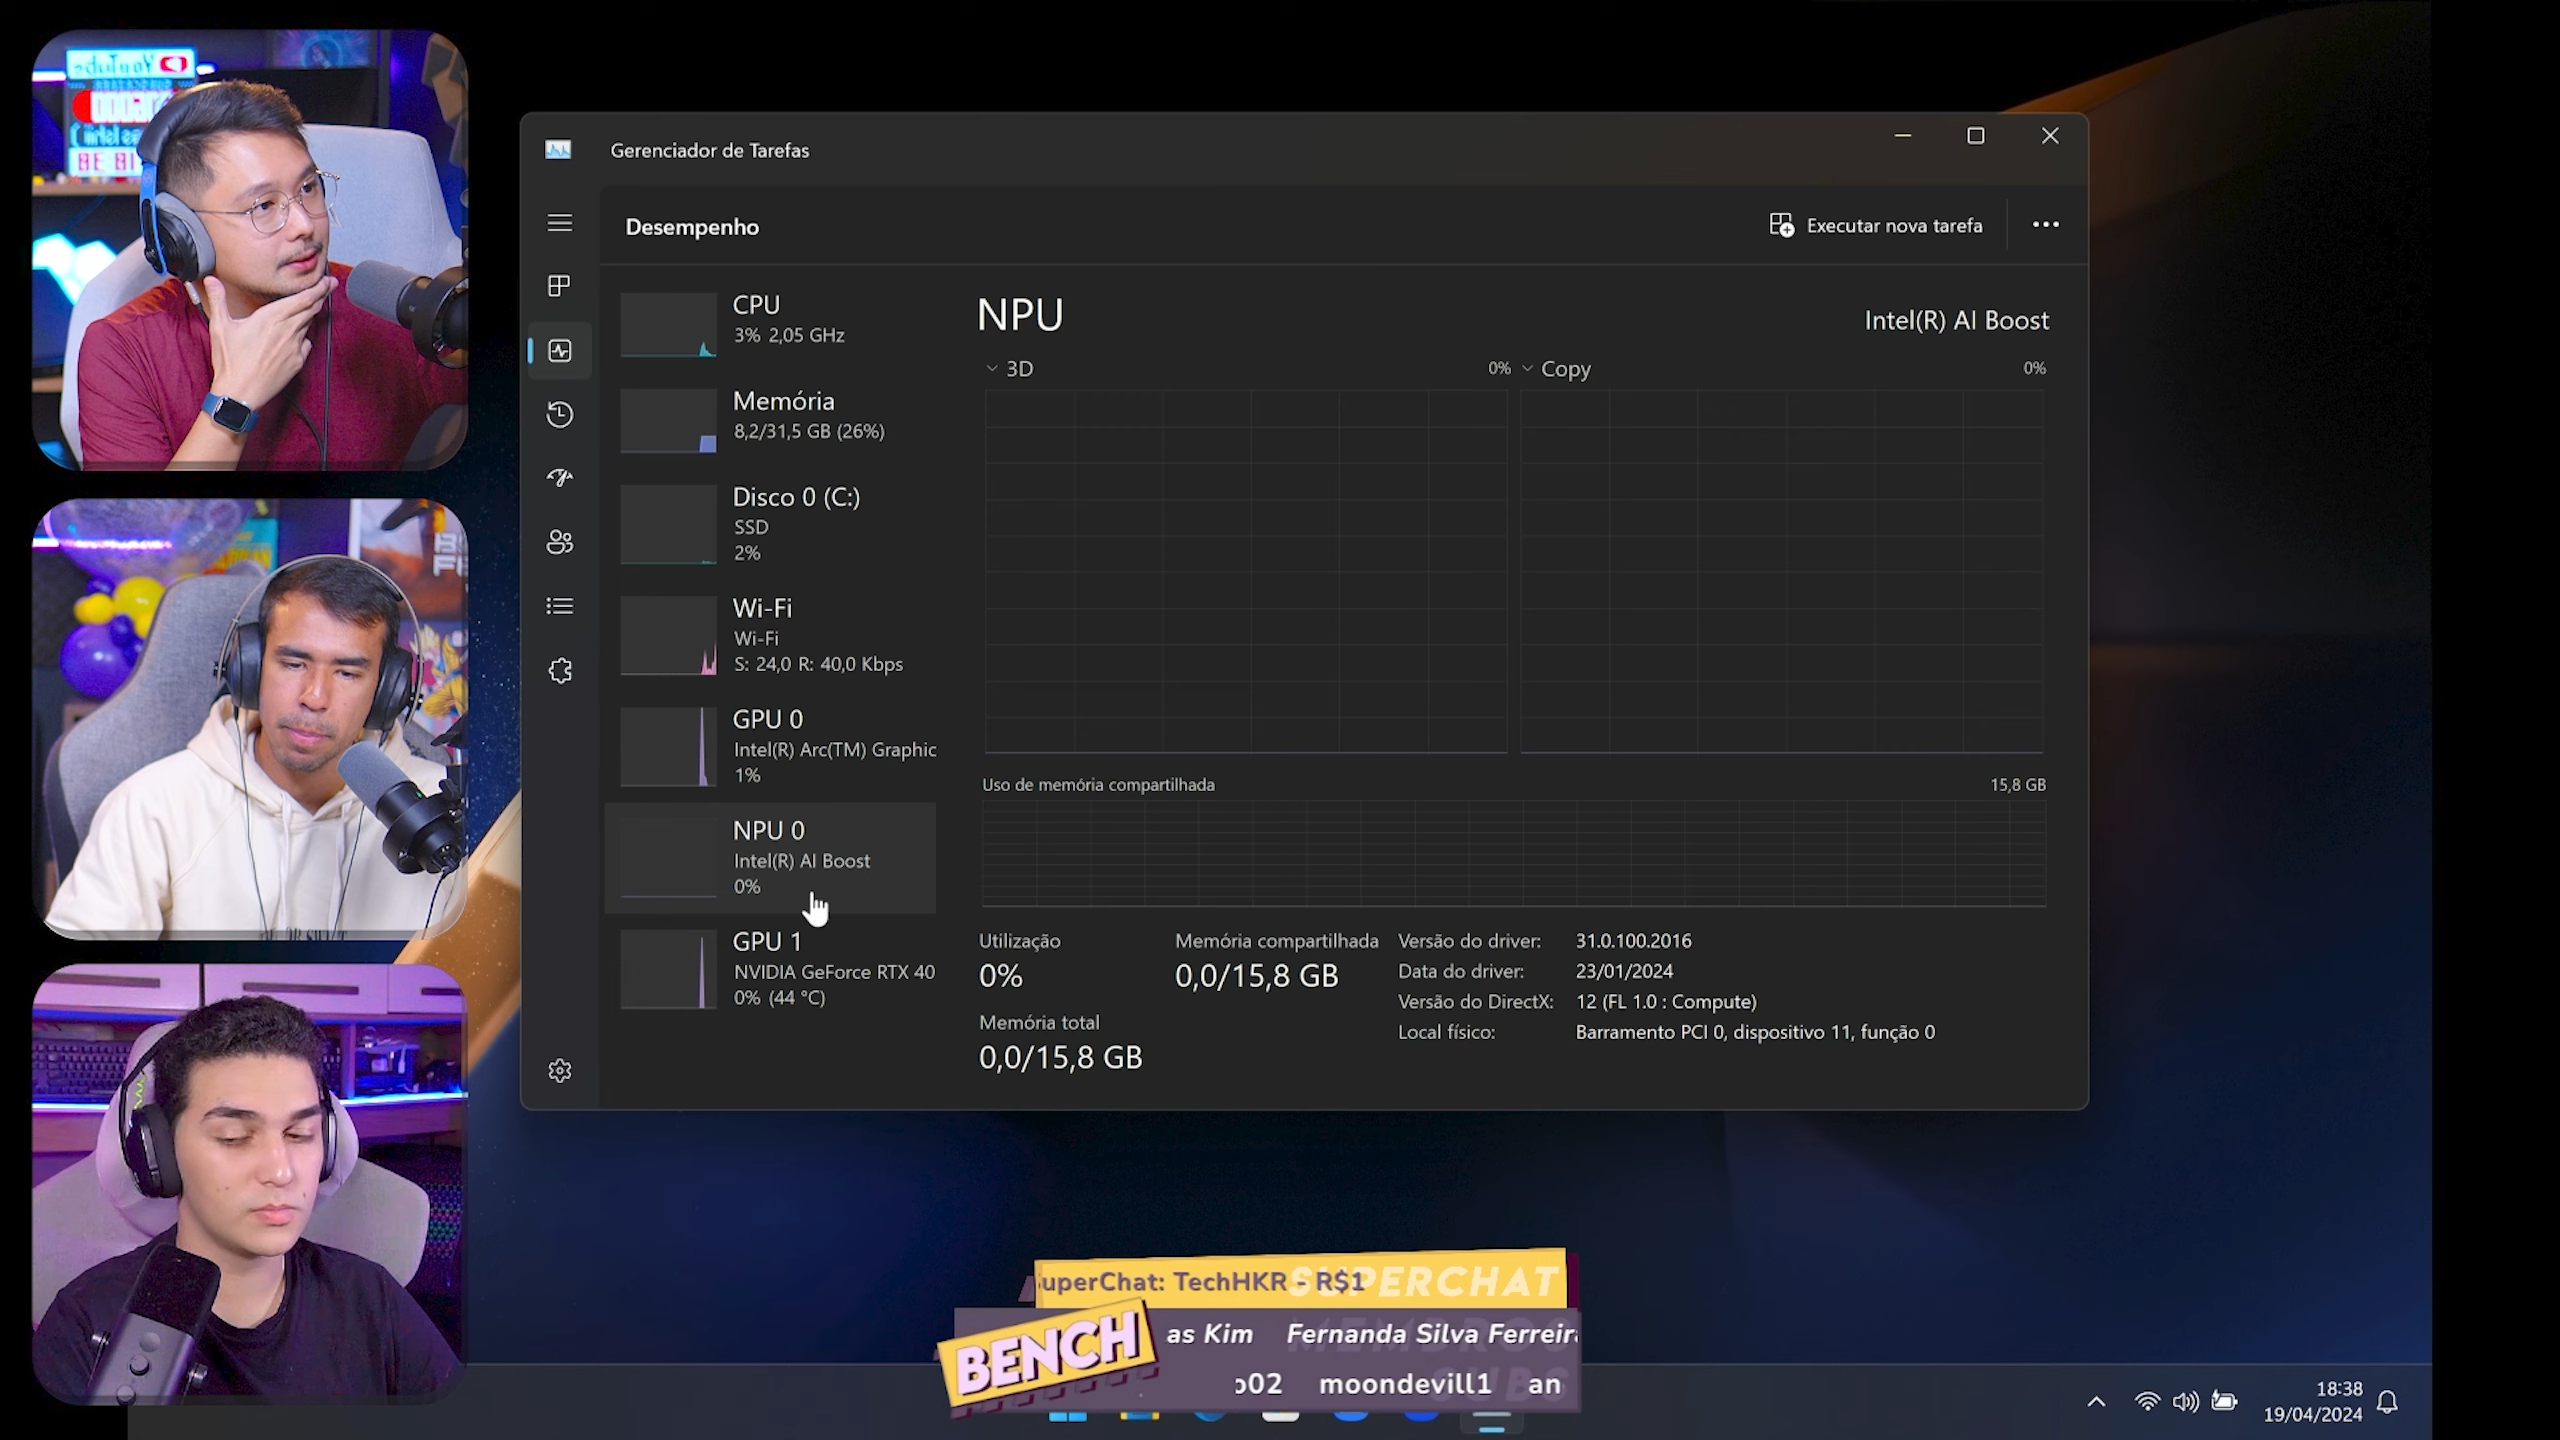 Gerenciador de Tarefas
Desempenho
Executar nova tarefa
CPU
3% 2,05 GHz
Memória
8,2/31,5 GB (26%)
Disco 0 (C:)
SSD
2%
Wi-Fi
Wi-Fi
S: 24,0 R: 40,0 Kbps
GPU 0
Intel(R) Arc(TM) Graphic
1%
NPU 0
Intel(R) AI Boost
0%
GPU 1
NVIDIA GeForce RTX 40
0% (44 °C)
NPU
Intel(R) AI Boost
3D 0%
Copy 0%
Uso de memória compartilhada 15,8 GB
Utilização
0%
Memória compartilhada
0,0/15,8 GB
Memória total
0,0/15,8 GB
Versão do driver: 31.0.100.2016
Data do driver: 23/01/2024
Versão do DirectX: 12 (FL 1.0 : Compute)
Local físico: Barramento PCI 0, dispositivo 11, função 0
uperChat: TechHKR - R$1
SUPERCHAT
BENCH
as Kim Fernanda Silva Ferreir
MEMBROS
o02 moondevill1 an
SUBS
18:38
19/04/2024